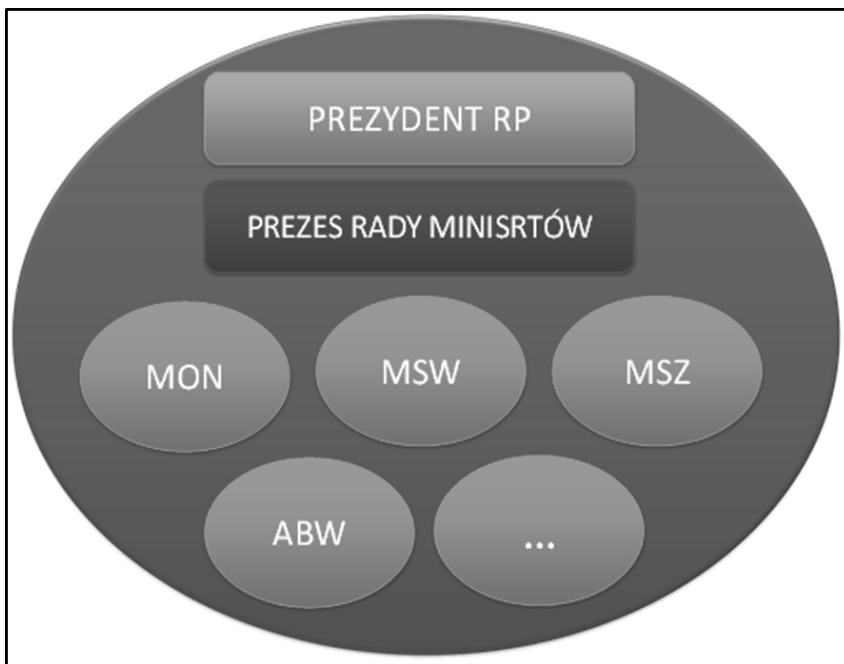 PREZYDENT RP
PREZES RADY MINISRTÓW
MON
MSW
MSZ
ABW
...